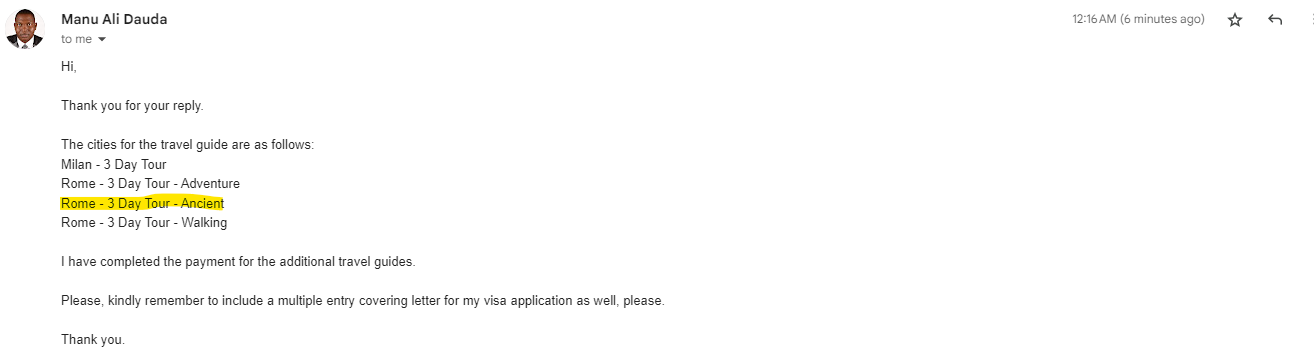 Manu Ali Dauda
12:16 AM (6 minutes ago)
to me
Hi,
Thank you for your reply.
The cities for the travel guide are as follows:
Milan - 3 Day Tour
Rome - 3 Day Tour - Adventure
Rome - 3 Day Tour - Ancient
Rome - 3 Day Tour - Walking
I have completed the payment for the additional travel guides.
Please, kindly remember to include a multiple entry covering letter for my visa application as well, please.
Thank you.